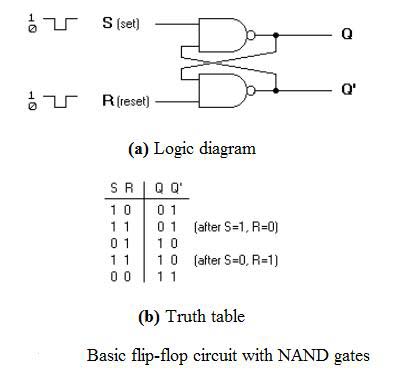 1
0
S (set)
Q
1
0
R (reset)
Q'
(a) Logic diagram
S R Q Q'
1 0 0 1
1 1 0 1 (after S=1, R=0)
0 1 1 0
1 1 1 0 (after S=0, R=1)
0 0 1 1
(b) Truth table
Basic flip-flop circuit with NAND gates